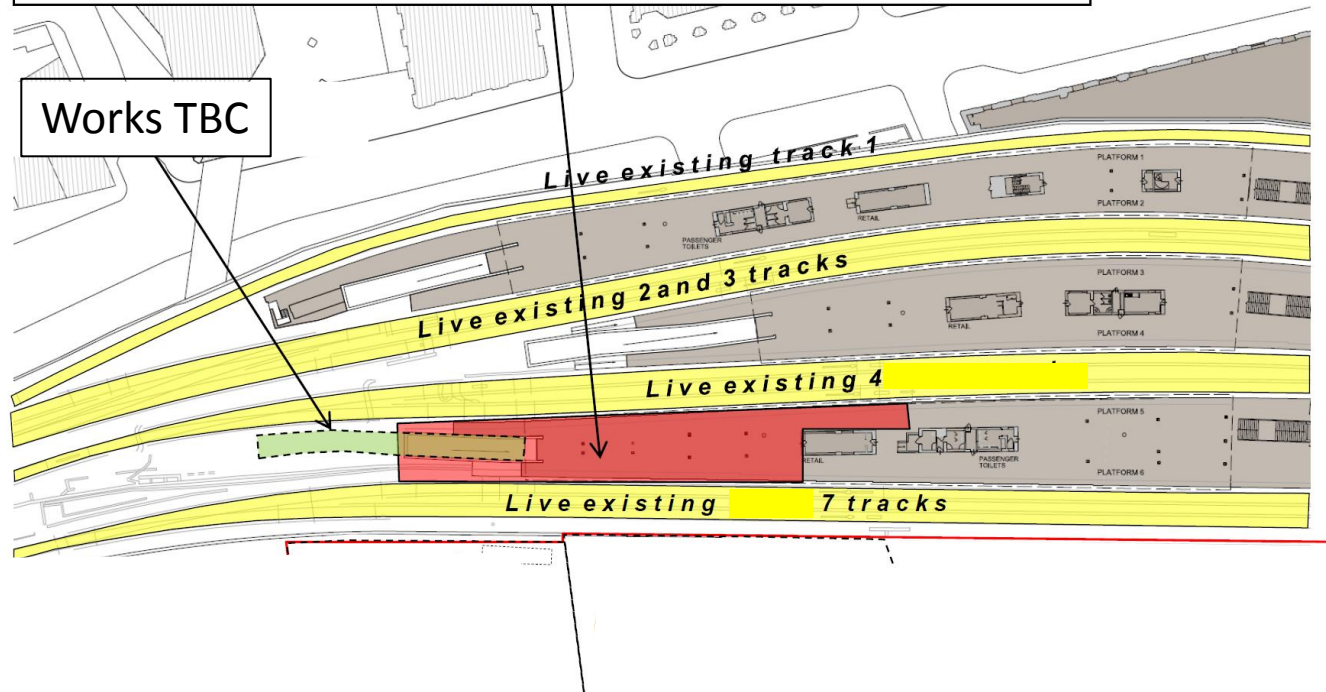 Works TBC
Live existing track 1
PLATFORM 1
PLATFORM 2
RETAIL
PASSENGER
TOILETS
Live existing 2and 3 tracks
PLATFORM 3
PLATFORM 4
RETAIL
Live existing 4
PLATFORM 5
PLATFORM 6
RETAIL
PASSENGER
TOILETS
Live existing 7 tracks